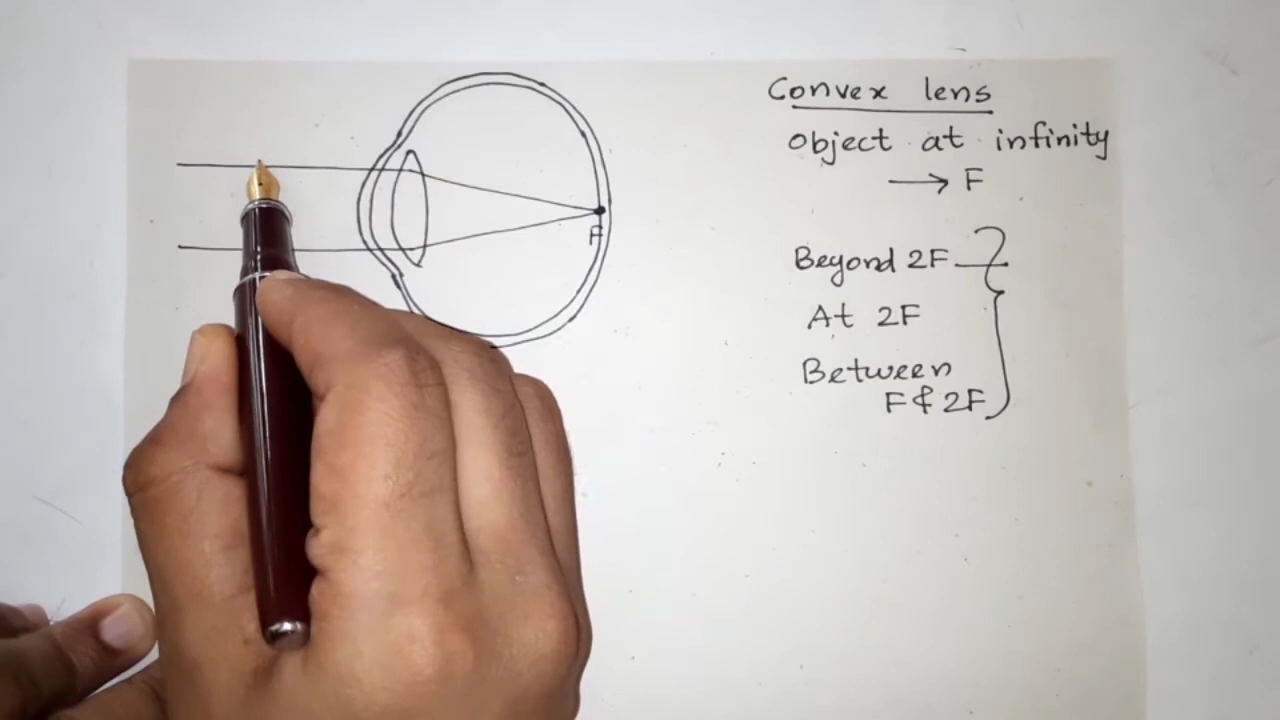 Convex lens
Object at infinity
→ F
F
Beyond 2F
At 2F
Between
F & 2F